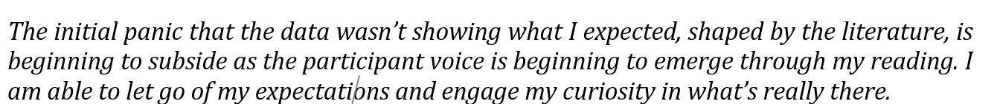 The initial panic that the data wasn’t showing what I expected, shaped by the literature, is
beginning to subside as the participant voice is beginning to emerge through my reading. I
am able to let go of my expectations and engage my curiosity in what’s really there.